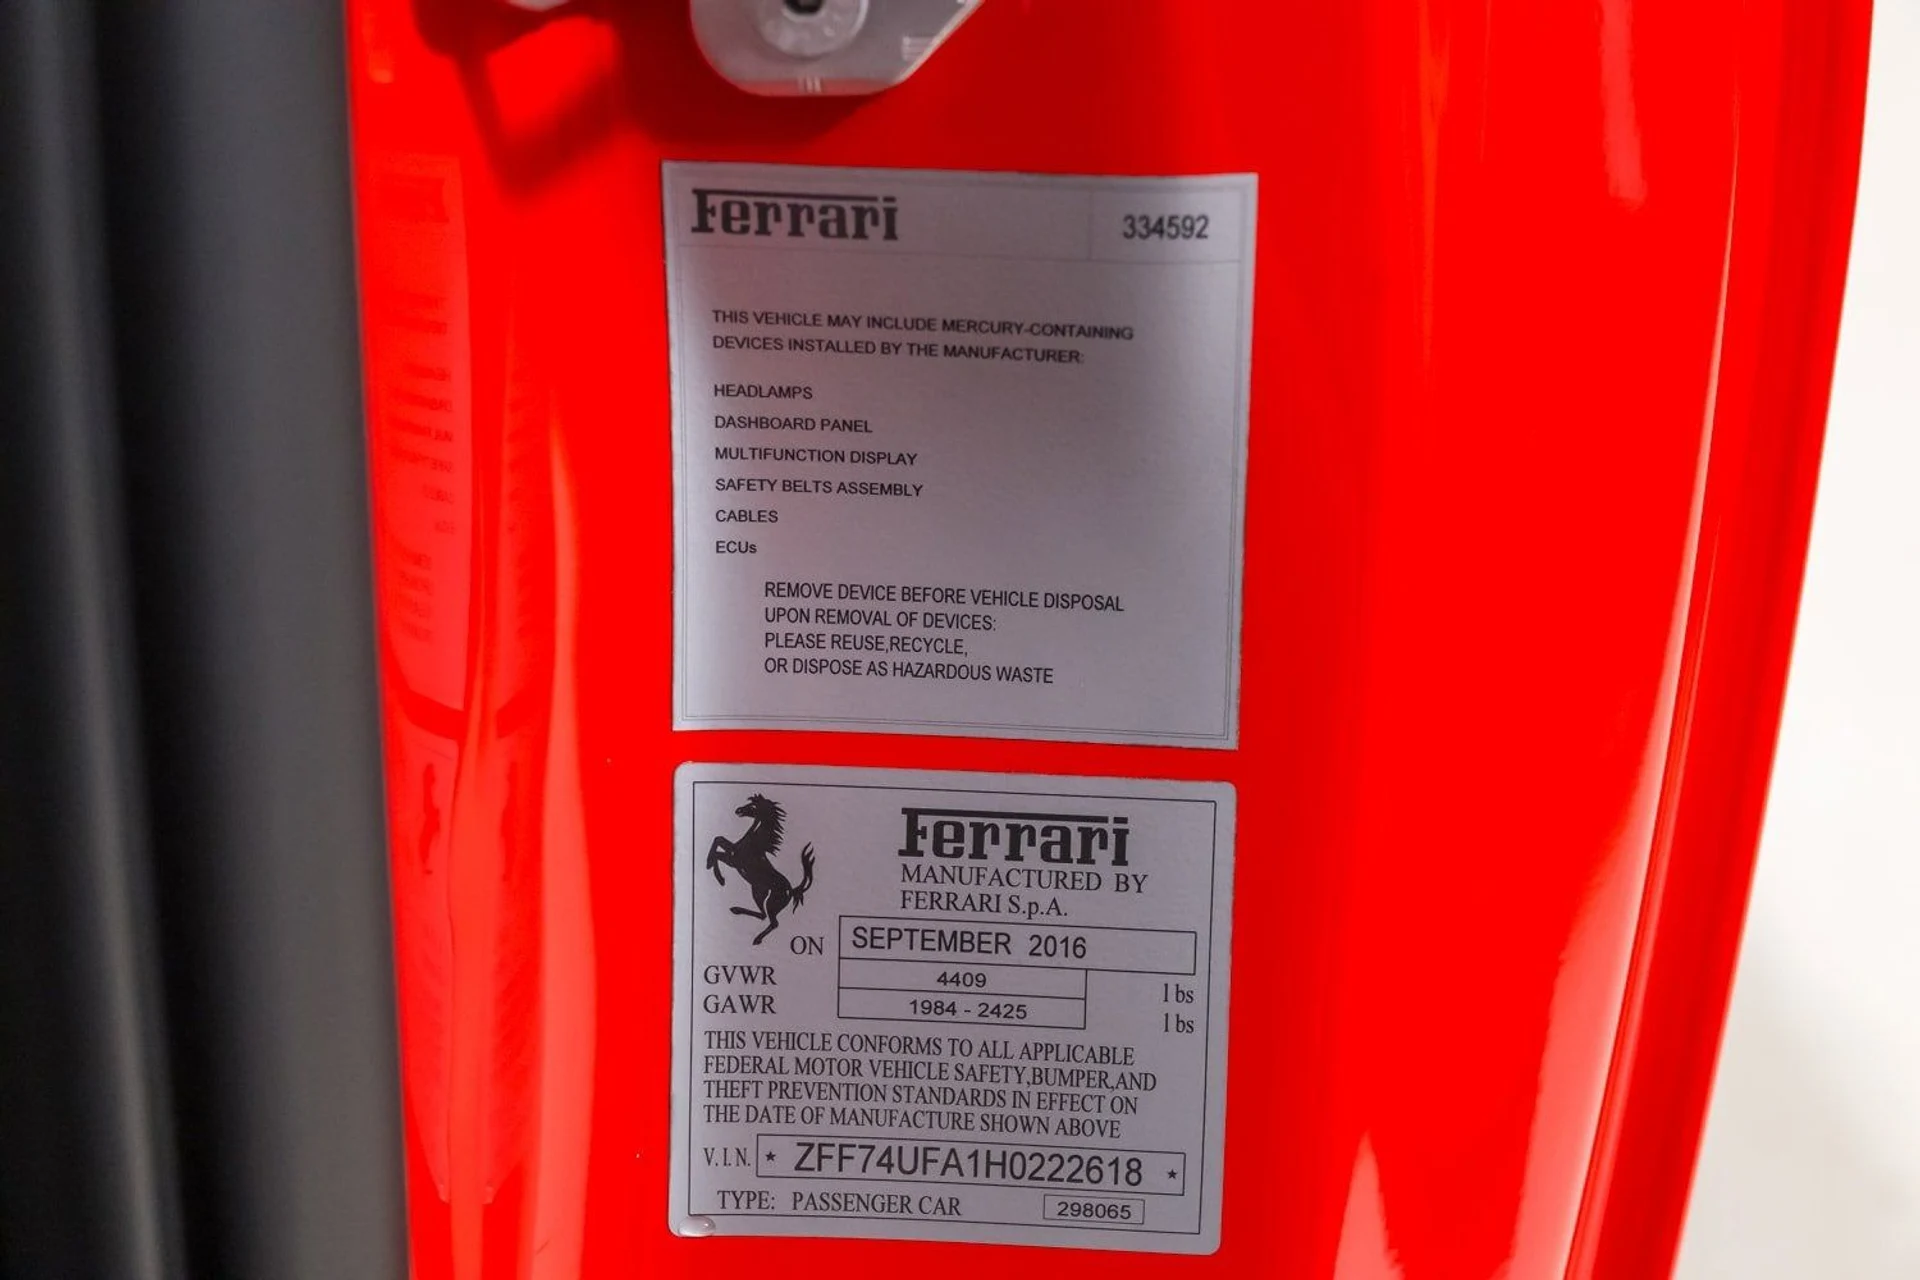 Ferrari 334592
THIS VEHICLE MAY INCLUDE MERCURY-CONTAINING
DEVICES INSTALLED BY THE MANUFACTURER:
HEADLAMPS
DASHBOARD PANEL
MULTIFUNCTION DISPLAY
SAFETY BELTS ASSEMBLY
CABLES
ECUs
REMOVE DEVICE BEFORE VEHICLE DISPOSAL
UPON REMOVAL OF DEVICES:
PLEASE REUSE,RECYCLE,
OR DISPOSE AS HAZARDOUS WASTE
Ferrari
MANUFACTURED BY
FERRARI S.p.A.
ON SEPTEMBER 2016
GVWR 4409 lbs
GAWR 1984 - 2425 lbs
THIS VEHICLE CONFORMS TO ALL APPLICABLE
FEDERAL MOTOR VEHICLE SAFETY,BUMPER,AND
THEFT PREVENTION STANDARDS IN EFFECT ON
THE DATE OF MANUFACTURE SHOWN ABOVE
V.I.N. * ZFF74UFA1H0222618 *
TYPE: PASSENGER CAR 298065